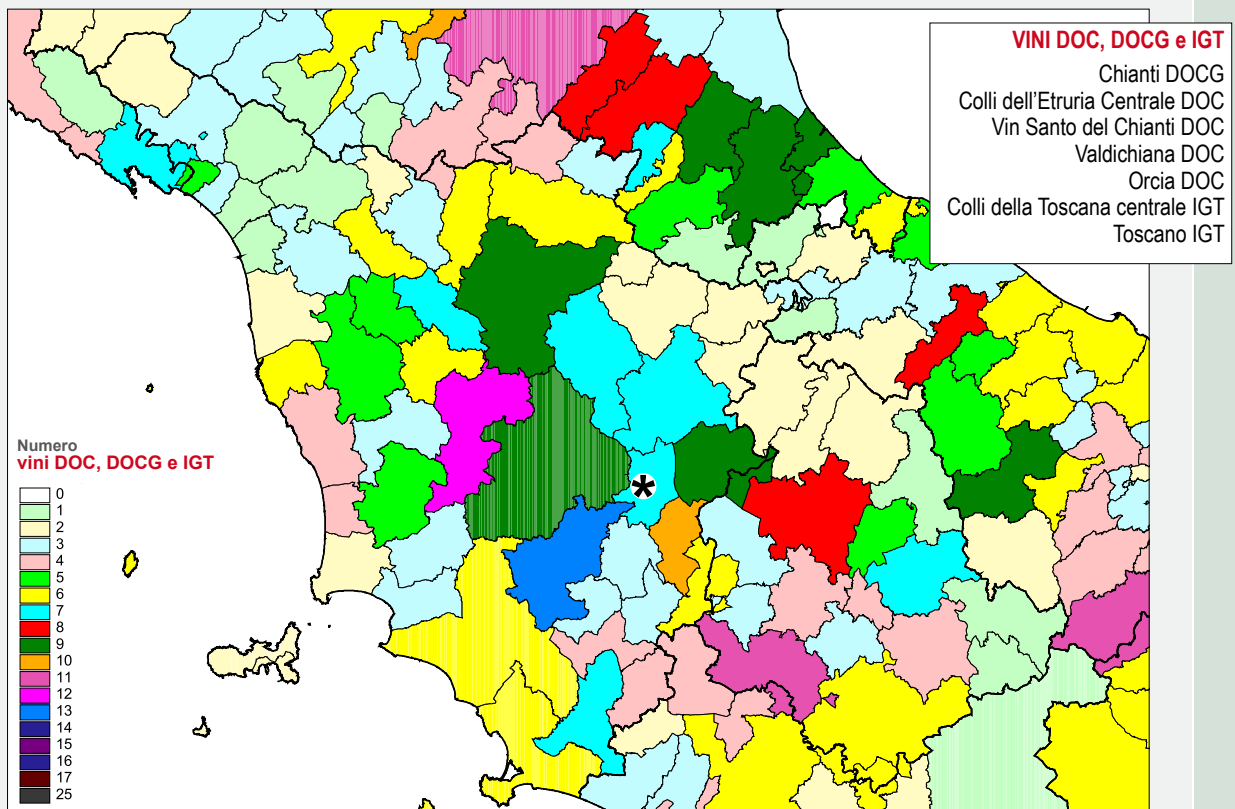 VINI DOC, DOCG e IGT
Chianti DOCG
Colli dell'Etruria Centrale DOC
Vin Santo del Chianti DOC
Valdichiana DOC
Orcia DOC
Colli della Toscana centrale IGT
Toscano IGT
Numero
vini DOC, DOCG e IGT
0
1
2
3
4
5
6
7
8
9
10
11
12
13
14
15
16
17
25
*